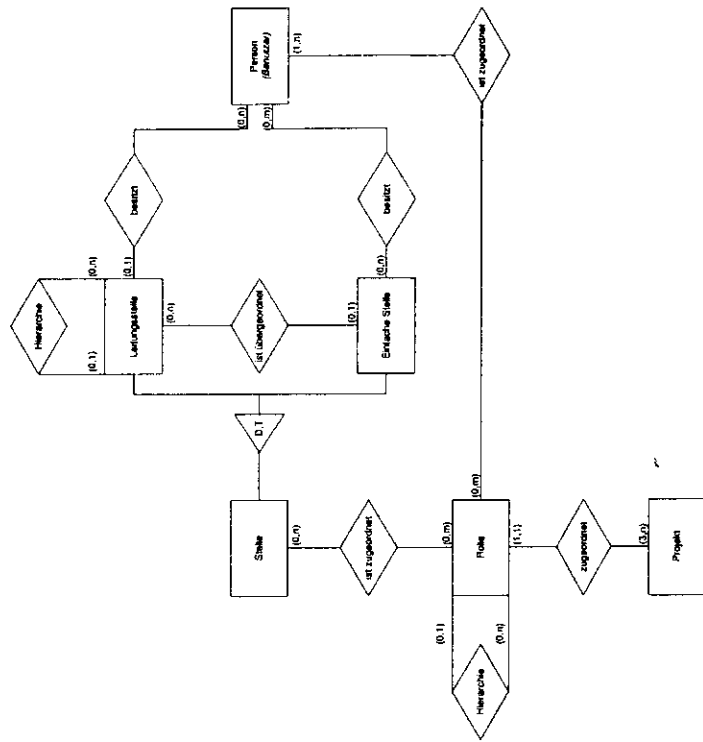 Hierarchie
(0,1)
(0,n)
Leitungsstelle
(0,1)
(0,n)
besitzt
(0,n)
Person
(Benutzer)
(0,m)
(1,n)
ist übergeordnet
besitzt
(0,1)
Einfache Stelle
(0,n)
D,T
Stelle
(0,n)
ist zugeordnet
ist zugeordnet
(0,m)
(0,m)
Rolle
(1,1)
(0,1)
(0,n)
Hierarchie
zugeordnet
(3,n)
Projekt